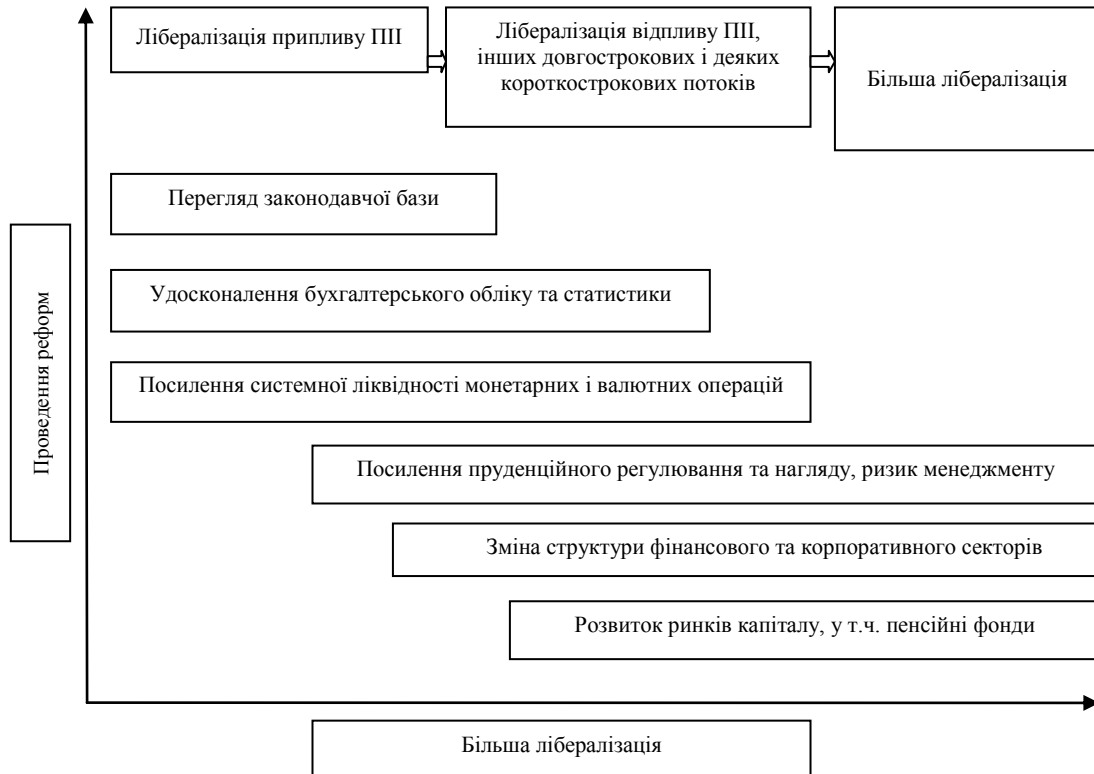 Лібералізація припливу ПІІ
Лібералізація відпливу ПІІ,
інших довгострокових і деяких
короткострокових потоків
Більша лібералізація
Перегляд законодавчої бази
Удосконалення бухгалтерського обліку та статистики
Посилення системної ліквідності монетарних і валютних операцій
Посилення пруденційного регулювання та нагляду, ризик менеджменту
Зміна структури фінансового та корпоративного секторів
Розвиток ринків капіталу, у т.ч. пенсійні фонди
Проведення реформ
Більша лібералізація